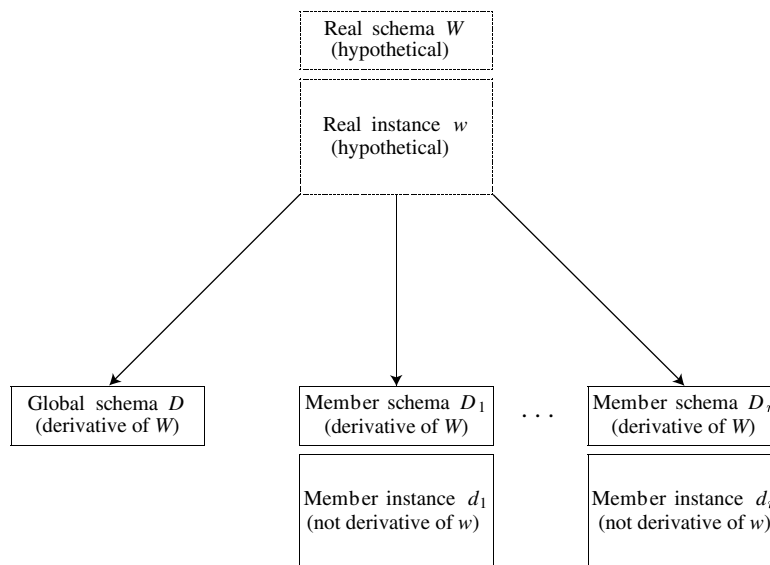 Real schema W
(hypothetical)
Real instance w
(hypothetical)
Global schema D
(derivative of W)
Member schema D₁
(derivative of W)
. . .
Member schema D
(derivative of W)
Member instance d₁
(not derivative of w)
Member instance d
(not derivative of w)